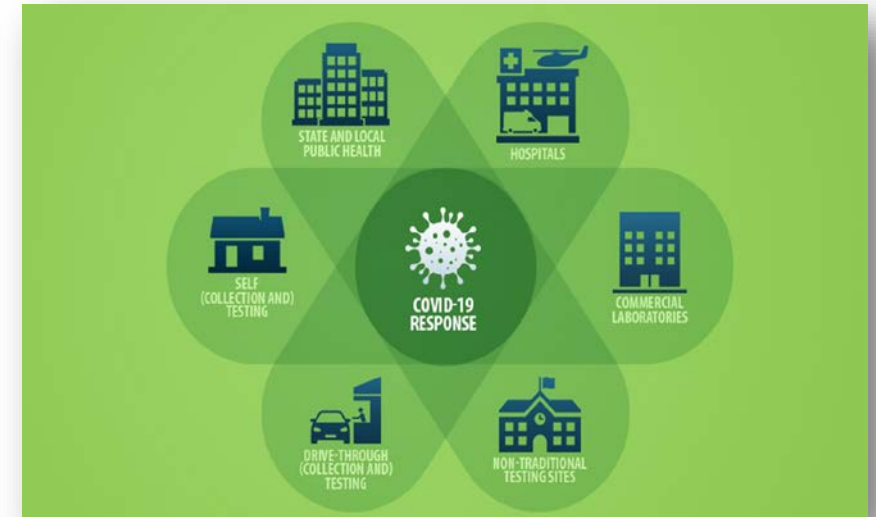 STATE AND LOCAL
PUBLIC HEALTH
HOSPITALS
SELF
(COLLECTION AND)
TESTING
COVID-19
RESPONSE
COMMERCIAL
LABORATORIES
DRIVE-THROUGH
(COLLECTION AND)
TESTING
NON-TRADITIONAL
TESTING SITES